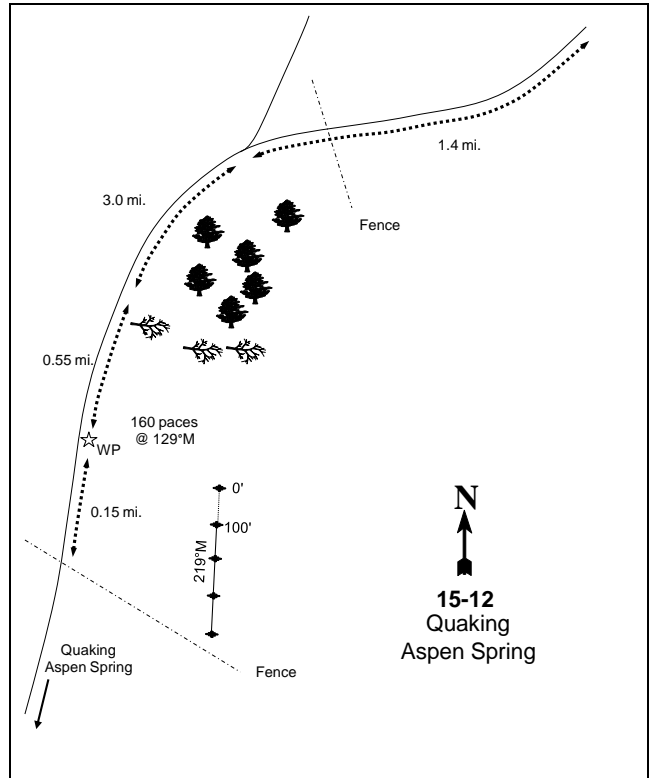 1.4 mi.
3.0 mi.
Fence
0.55 mi.
160 paces
@ 129°M
WP
0'
0.15 mi.
100'
219°M
N
15-12
Quaking
Aspen Spring
Quaking
Aspen Spring
Fence